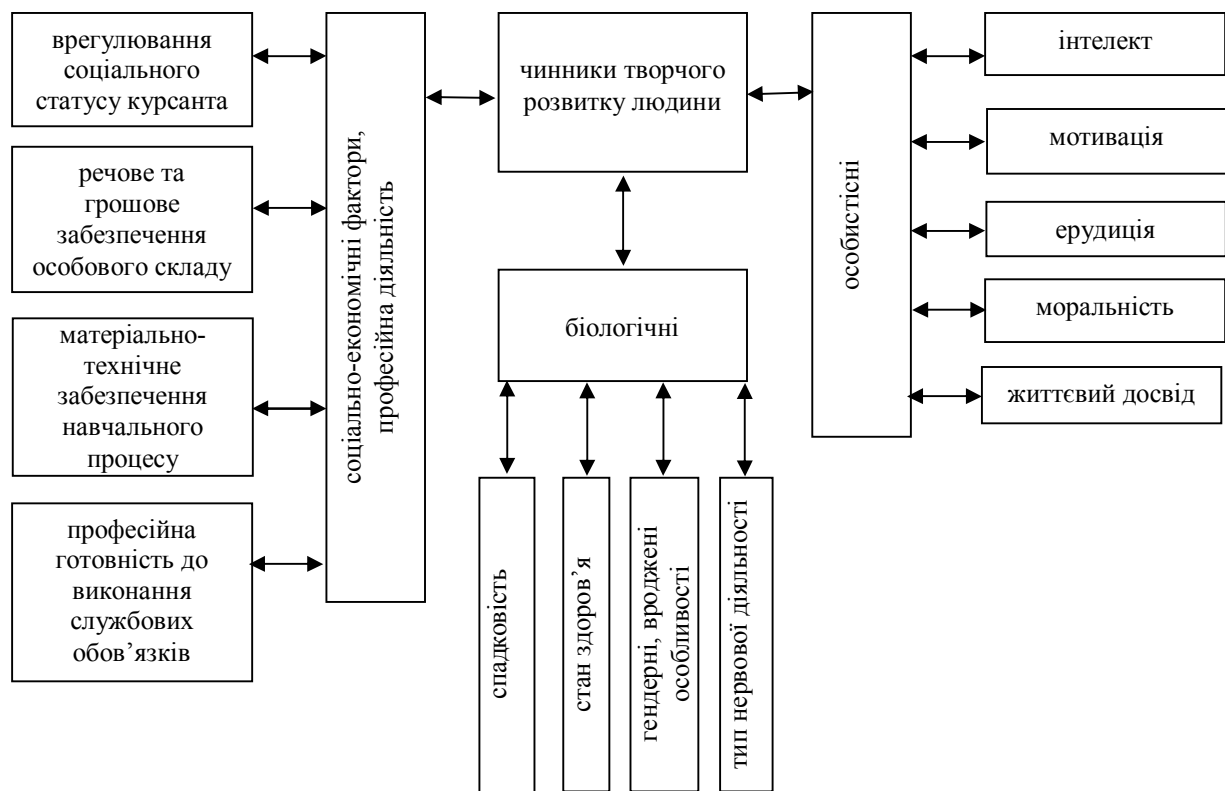 врегулювання
соціального
статусу курсанта
речове та
грошове
забезпечення
особового складу
матеріально-
технічне
забезпечення
навчального
процесу
професійна
готовність до
виконання
службових
обов’язків
соціально-економічні фактори,
професійна діяльність
чинники творчого
розвитку людини
біологічні
спадковість
стан здоров’я
гендерні, вроджені
особливості
тип нервової діяльності
особистісні
інтелект
мотивація
ерудиція
моральність
життєвий досвід